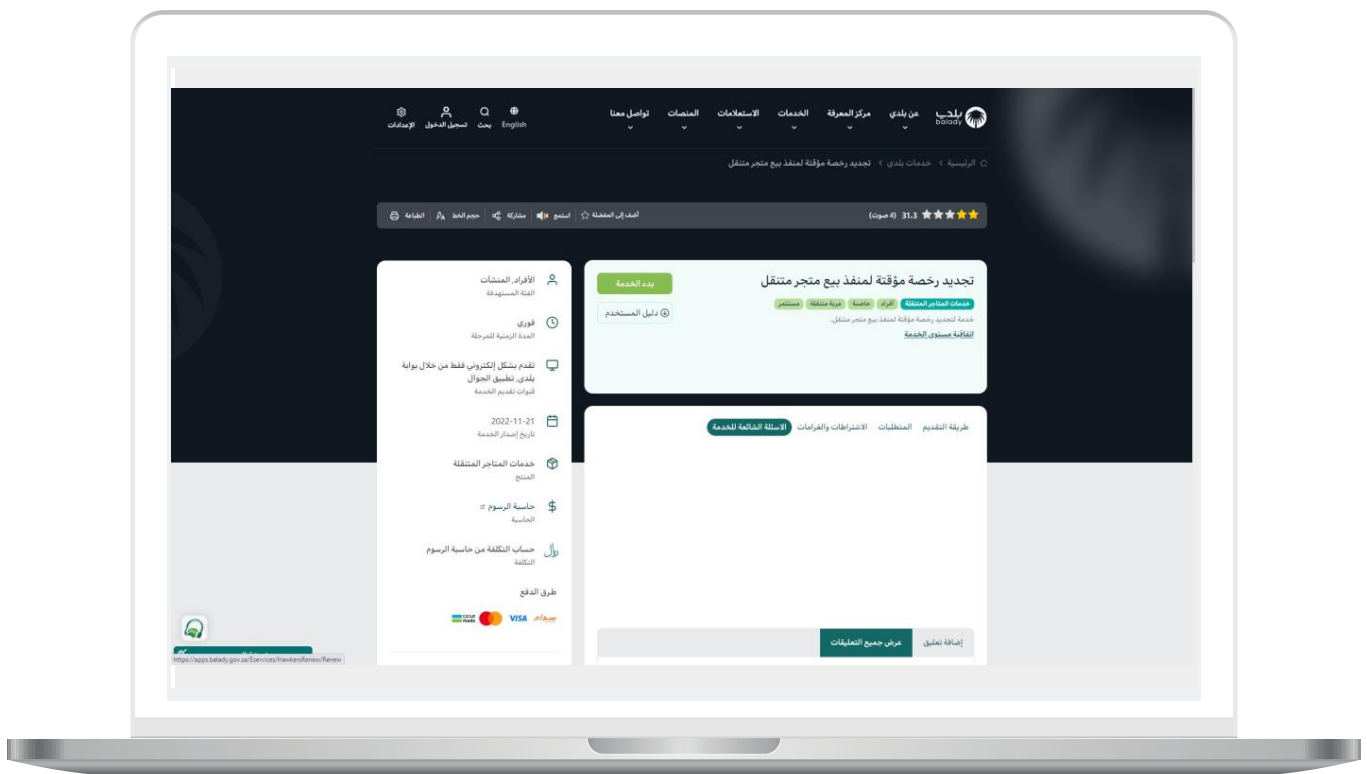 بلدي
balady
عن بلدي
مركز المعرفة
الخدمات
الاستعلامات
المنصات
تواصل معنا
English
بحث
تسجيل الدخول
الإعدادات
الرئيسية > خدمات بلدي > تجديد رخصة مؤقتة لمنفذ بيع متجر متنقل
31.3 (4 صوت)
أضف إلى المفضلة
استمع
مشاركة
حجم الخط
الطباعة
تجديد رخصة مؤقتة لمنفذ بيع متجر متنقل
خدمات المتاجر المتنقلة
أفراد
حاضنة
عربة متنقلة
مستثمر
خدمة لتجديد رخصة مؤقتة لمنفذ بيع متجر متنقل.
اتفاقية مستوى الخدمة
بدء الخدمة
دليل المستخدم
طريقة التقديم
المتطلبات
الاشتراطات والغرامات
الاسئلة الشائعة للخدمة
إضافة تعليق
عرض جميع التعليقات
الأفراد, المنشآت
الفئة المستهدفة
فوري
المدة الزمنية للمرحلة
تقدم بشكل إلكتروني فقط من خلال بوابة
بلدي, تطبيق الجوال
قنوات تقديم الخدمة
2022-11-21
تاريخ إصدار الخدمة
خدمات المتاجر المتنقلة
المنتج
حاسبة الرسوم
الحاسبة
حساب التكلفة من حاسبة الرسوم
التكلفة
طرق الدفع
سداد
VISA
mada
https://apps.balady.gov.sa/Eservices/HawkersRenew/Renew